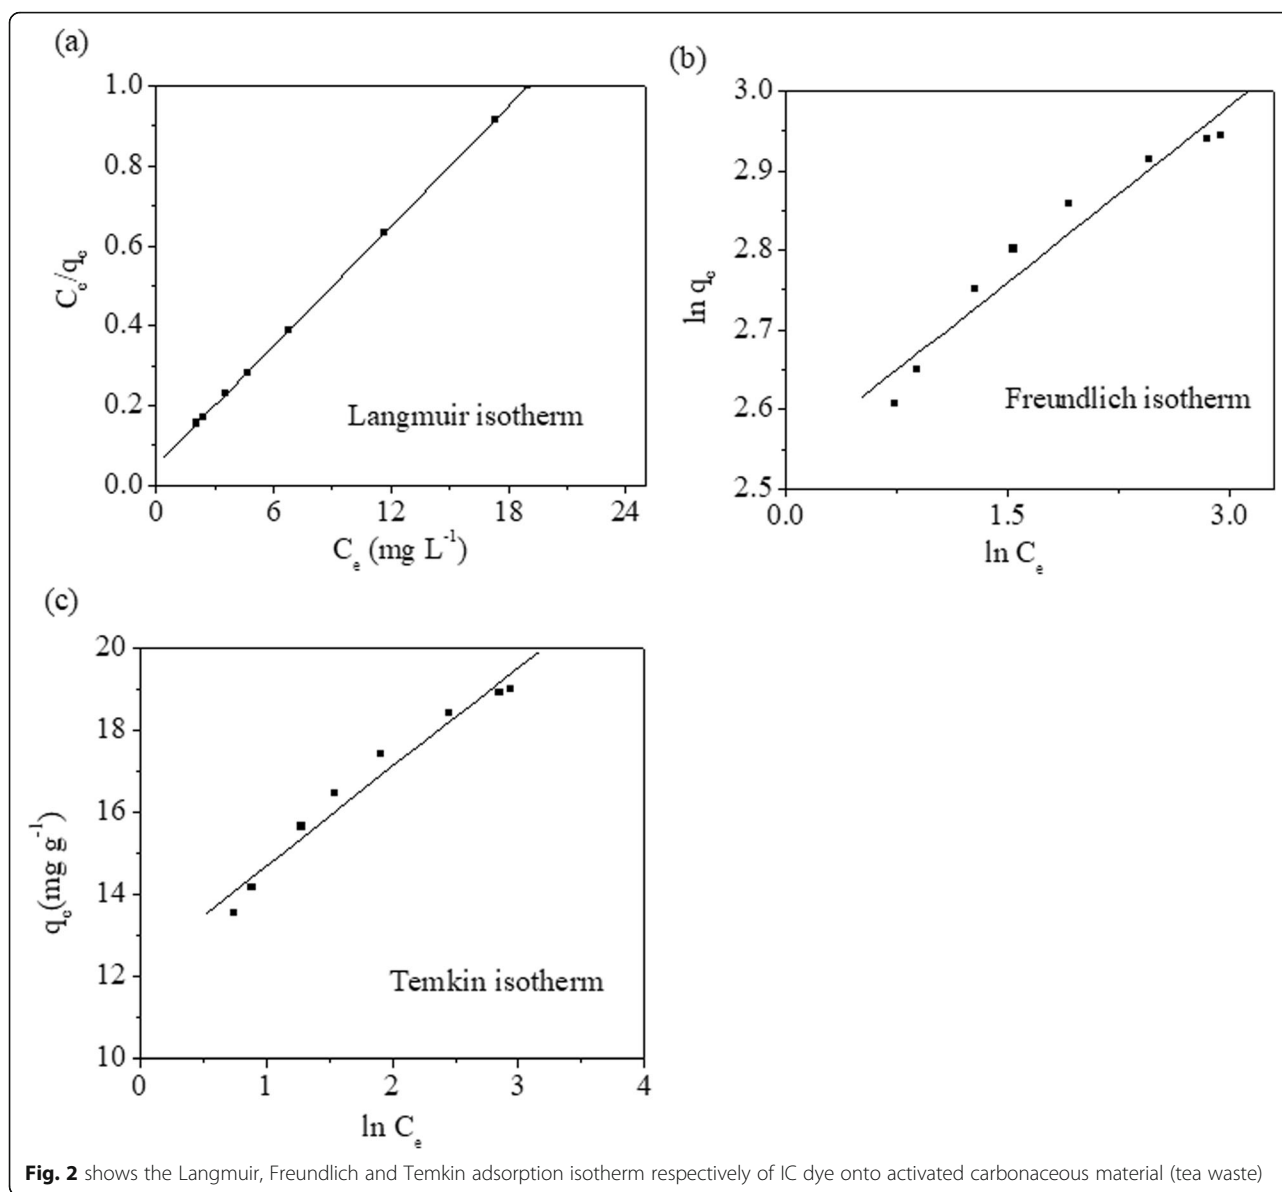 (a)
1.0
0.8
0.6
0.4
0.2
0.0
C_e/q_e
Langmuir isotherm
0 6 12 18 24
C_e (mg L^-1)
(b)
3.0
2.9
2.8
2.7
2.6
2.5
ln q_e
Freundlich isotherm
0.0 1.5 3.0
ln C_e
(c)
20
18
16
14
12
10
q_e(mg g^-1)
Temkin isotherm
0 1 2 3 4
ln C_e
Fig. 2 shows the Langmuir, Freundlich and Temkin adsorption isotherm respectively of IC dye onto activated carbonaceous material (tea waste)